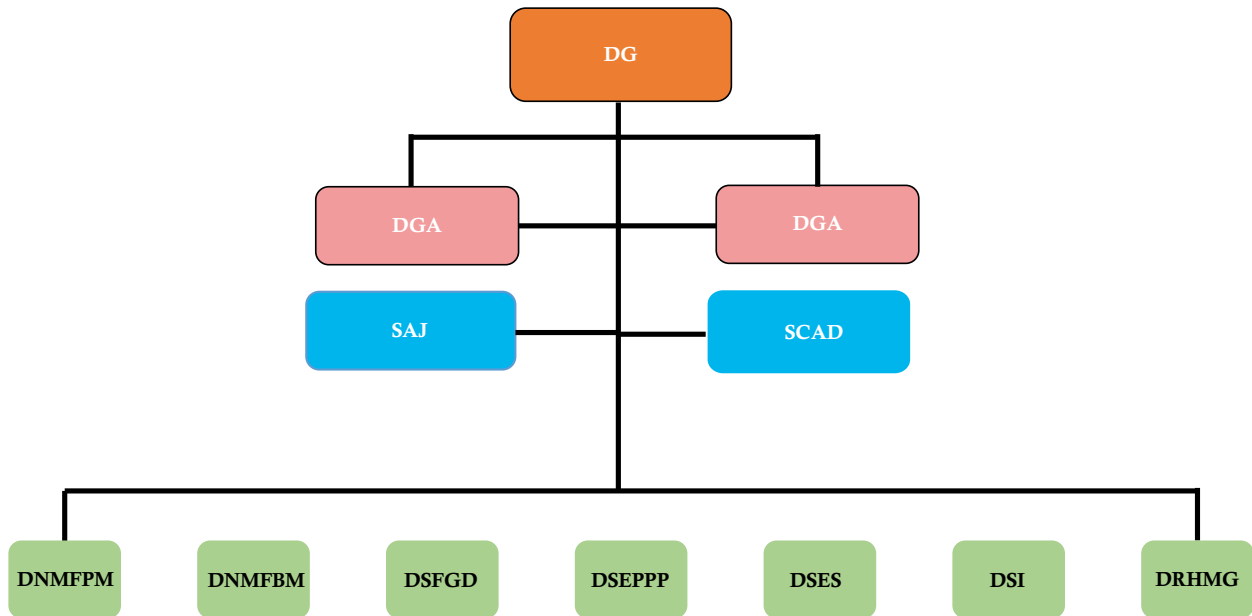 DG
DGA
DGA
SAJ
SCAD
DNMFPM
DNMFBM
DSFGD
DSEPPP
DSES
DSI
DRHMG